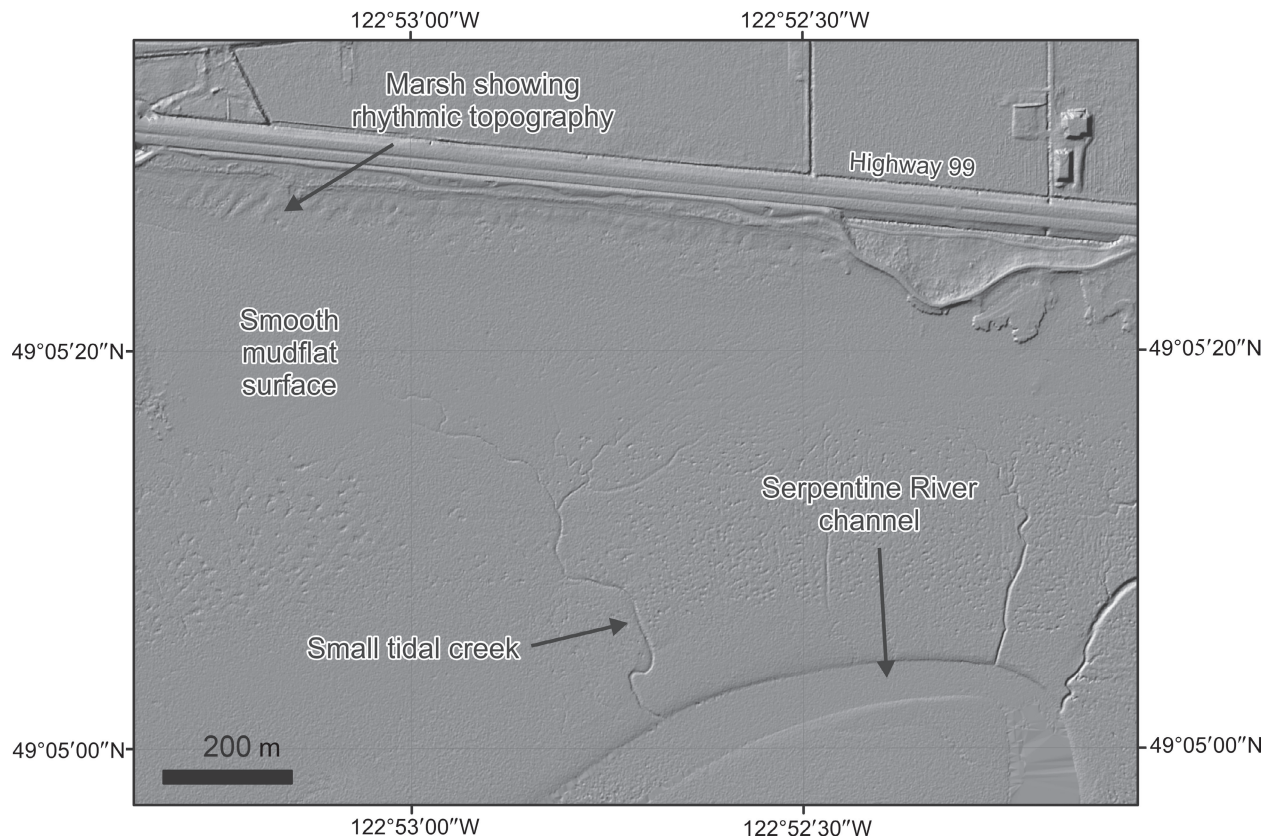 122°53′00″W
122°52′30″W
Marsh showing
rhythmic topography
Highway 99
Smooth
mudflat
surface
49°05′20″N
49°05′20″N
Serpentine River
channel
Small tidal creek
200 m
49°05′00″N
49°05′00″N
122°53′00″W
122°52′30″W